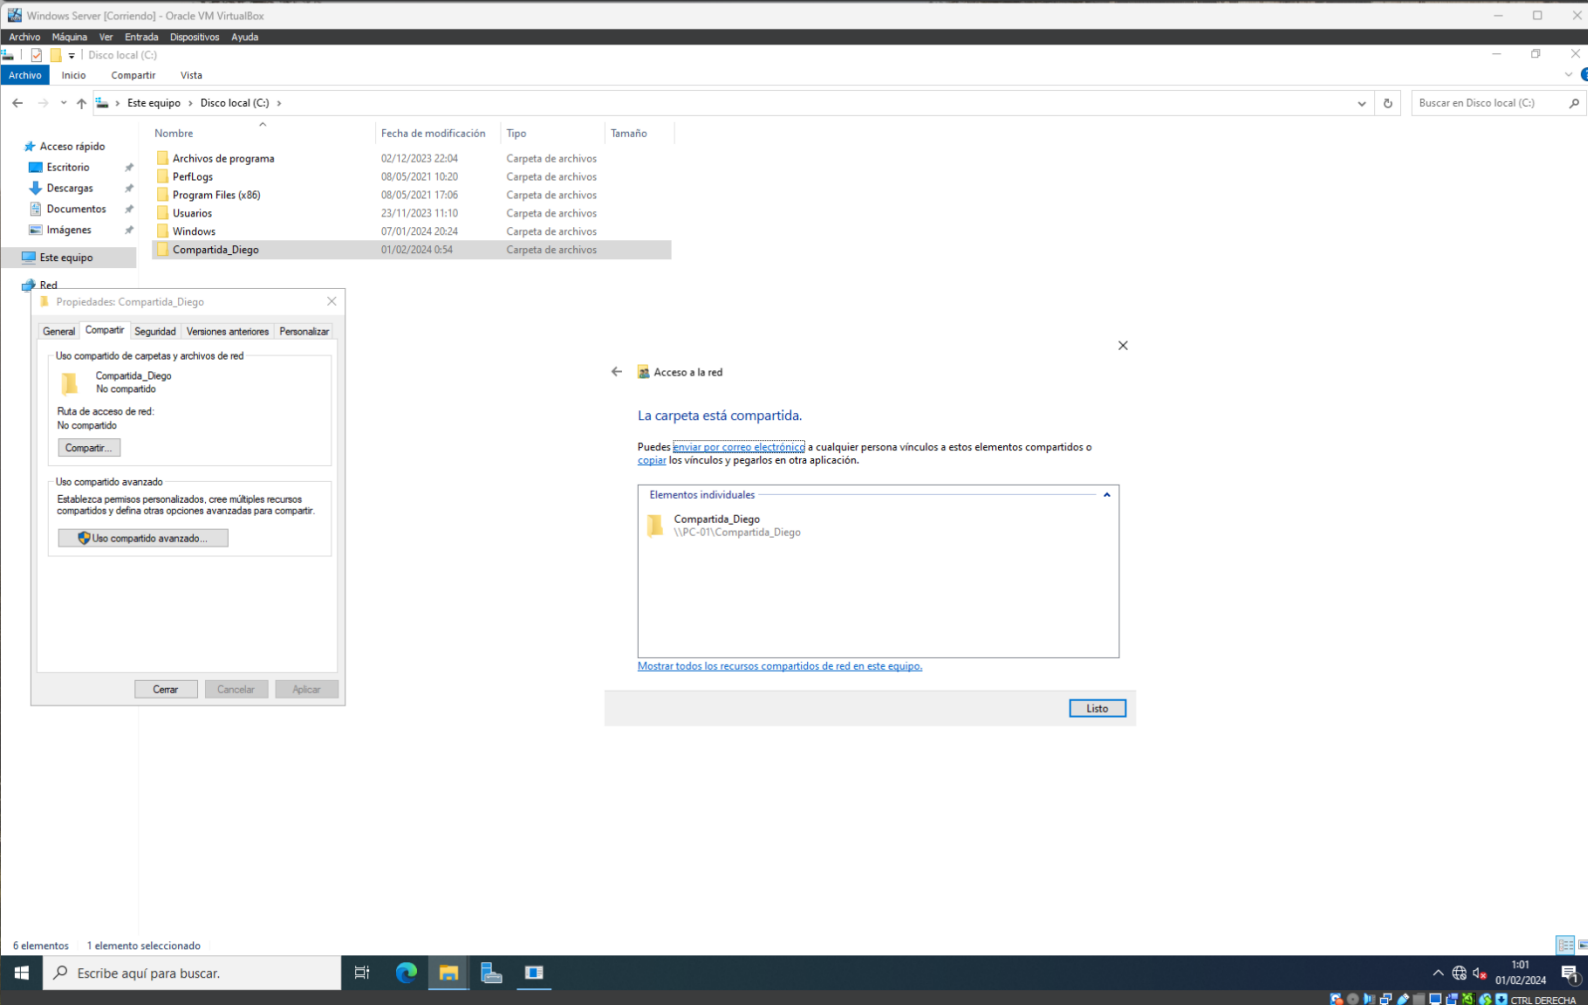 Windows Server [Corriendo] - Oracle VM VirtualBox
Archivo Máquina Ver Entrada Dispositivos Ayuda
Disco local (C:)
Archivo Inicio Compartir Vista
Este equipo Disco local (C:)
Buscar en Disco local (C:)
Nombre Fecha de modificación Tipo Tamaño
Acceso rápido
Escritorio
Descargas
Documentos
Imágenes
Este equipo
Red
Archivos de programa 02/12/2023 22:04 Carpeta de archivos
PerfLogs 08/05/2021 10:20 Carpeta de archivos
Program Files (x86) 08/05/2021 17:06 Carpeta de archivos
Usuarios 23/11/2023 11:10 Carpeta de archivos
Windows 07/01/2024 20:24 Carpeta de archivos
Compartida_Diego 01/02/2024 0:54 Carpeta de archivos
Propiedades: Compartida_Diego
General Compartir Seguridad Versiones anteriores Personalizar
Uso compartido de carpetas y archivos de red
Compartida_Diego
No compartido
Ruta de acceso de red:
No compartido
Compartir...
Uso compartido avanzado
Establezca permisos personalizados, cree múltiples recursos
compartidos y defina otras opciones avanzadas para compartir.
Uso compartido avanzado...
Cerrar Cancelar Aplicar
Acceso a la red
La carpeta está compartida.
Puedes enviar por correo electrónico a cualquier persona vínculos a estos elementos compartidos o
copiar los vínculos y pegarlos en otra aplicación.
Elementos individuales
Compartida_Diego
\\PC-01\Compartida_Diego
Mostrar todos los recursos compartidos de red en este equipo.
Listo
6 elementos 1 elemento seleccionado
Escribe aquí para buscar.
1:01
01/02/2024
1
CTRL DERECHA